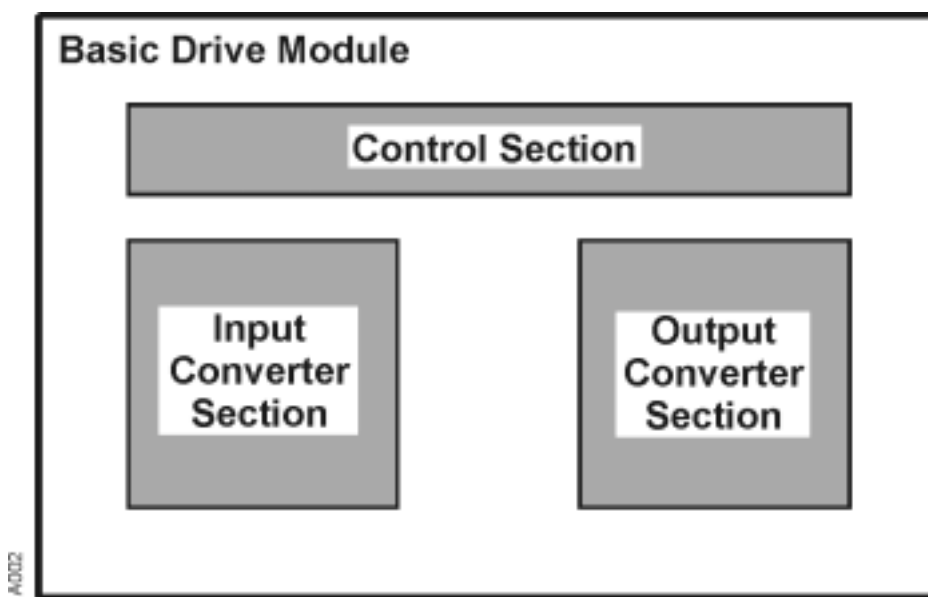 Basic Drive Module
Control Section
Input
Converter
Section
Output
Converter
Section
A002